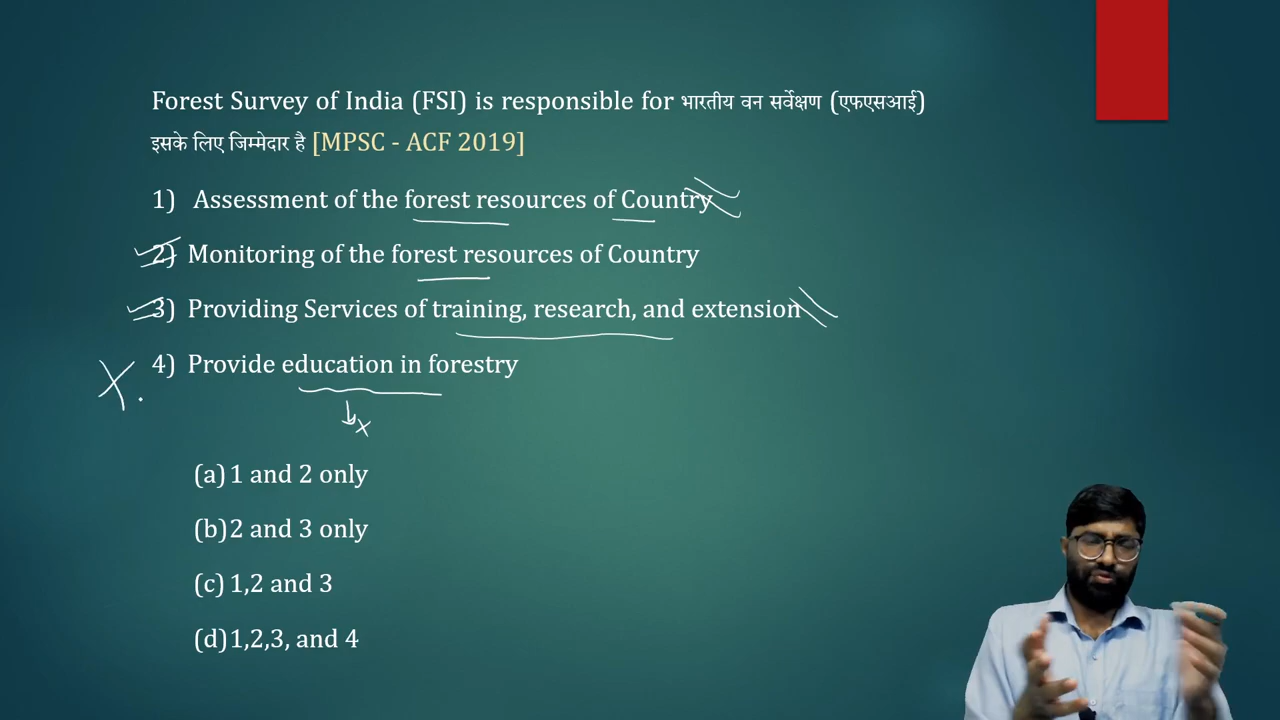 Forest Survey of India (FSI) is responsible for भारतीय वन सर्वेक्षण (एफएसआई)
इसके लिए जिम्मेदार है [MPSC - ACF 2019]
1) Assessment of the forest resources of Country
2) Monitoring of the forest resources of Country
3) Providing Services of training, research, and extension
4) Provide education in forestry
(a) 1 and 2 only
(b) 2 and 3 only
(c) 1,2 and 3
(d) 1,2,3, and 4